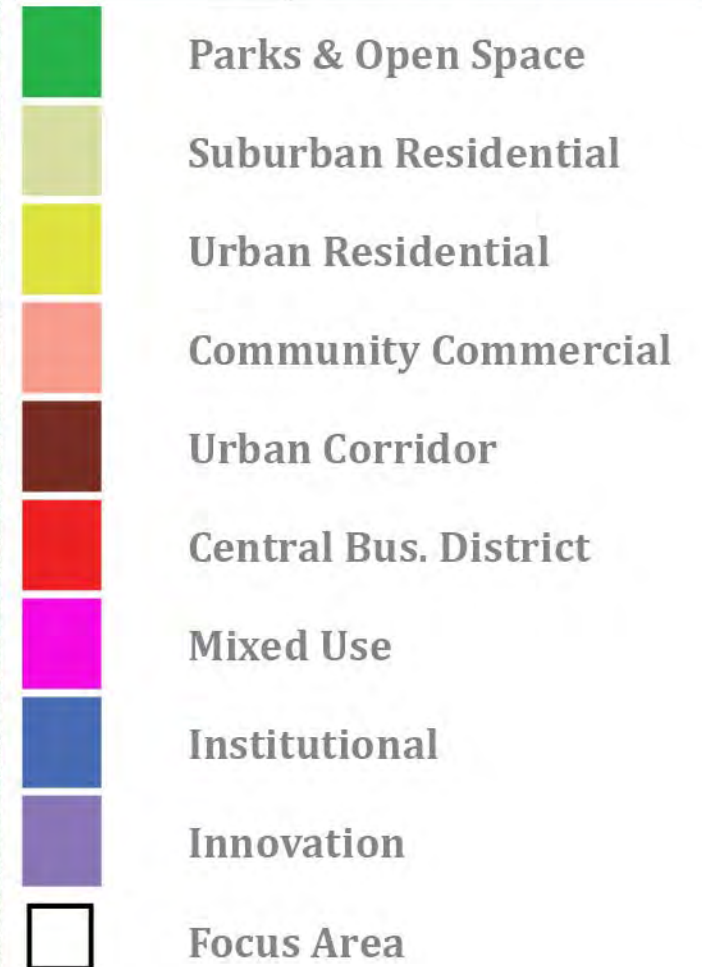 Parks & Open Space
Suburban Residential
Urban Residential
Community Commercial
Urban Corridor
Central Bus. District
Mixed Use
Institutional
Innovation
Focus Area